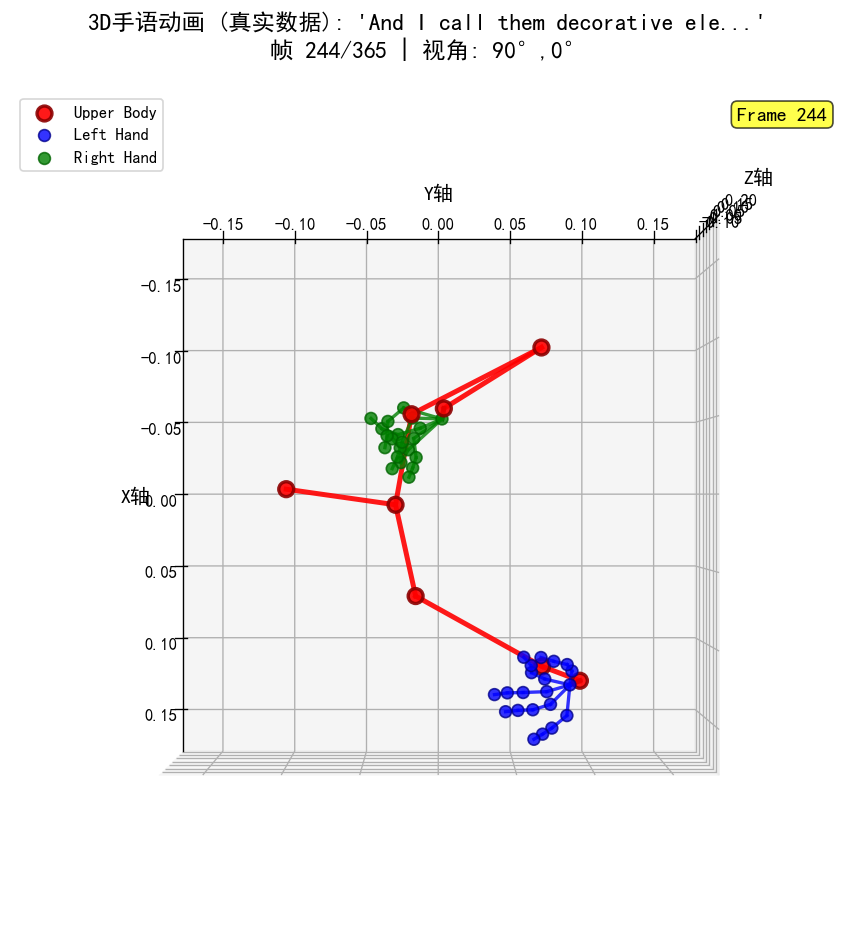 3D手语动画 (真实数据): 'And I call them decorative ele...'
帧 244/365 | 视角: 90°,0°
Upper Body
Left Hand
Right Hand
Frame 244
Z轴
Y轴
-0.15 -0.10 -0.05 0.00 0.05 0.10 0.15
-0.15
-0.10
-0.05
X轴
0.00
0.05
0.10
0.15